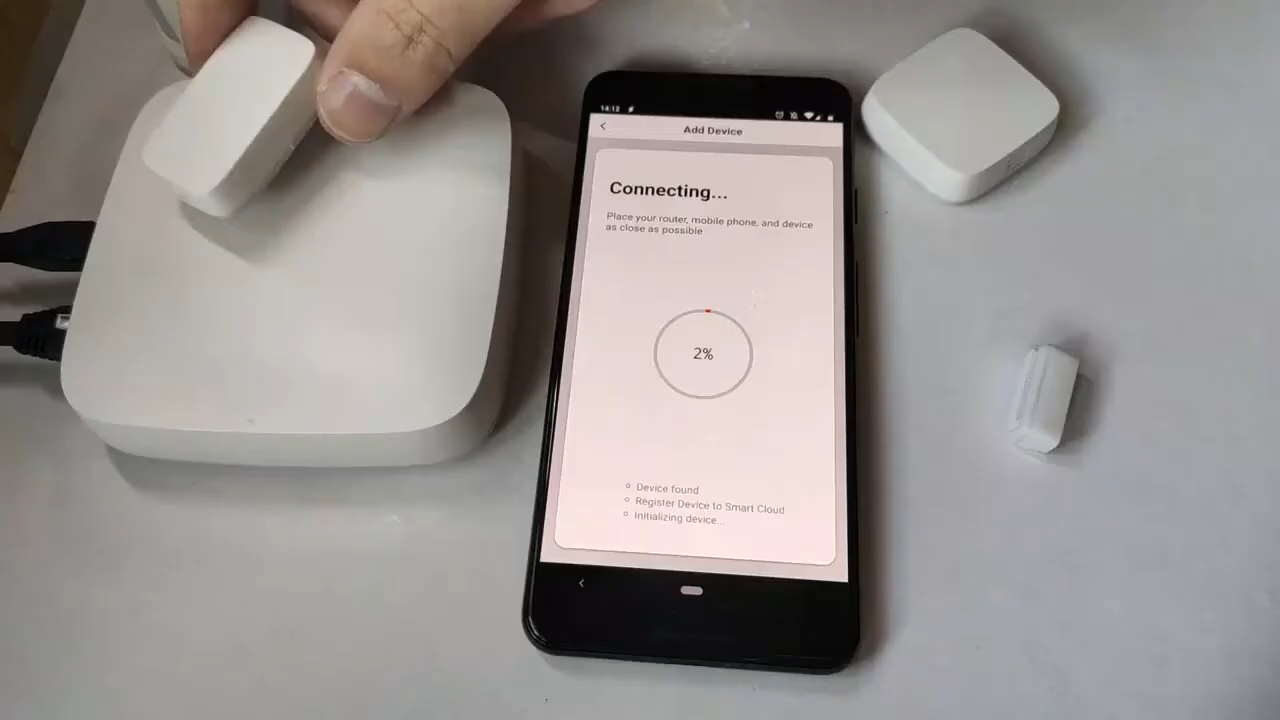 14:12
Add Device
Connecting...
Place your router, mobile phone, and device
as close as possible
2%
Device found
Register Device to Smart Cloud
Initializing device...